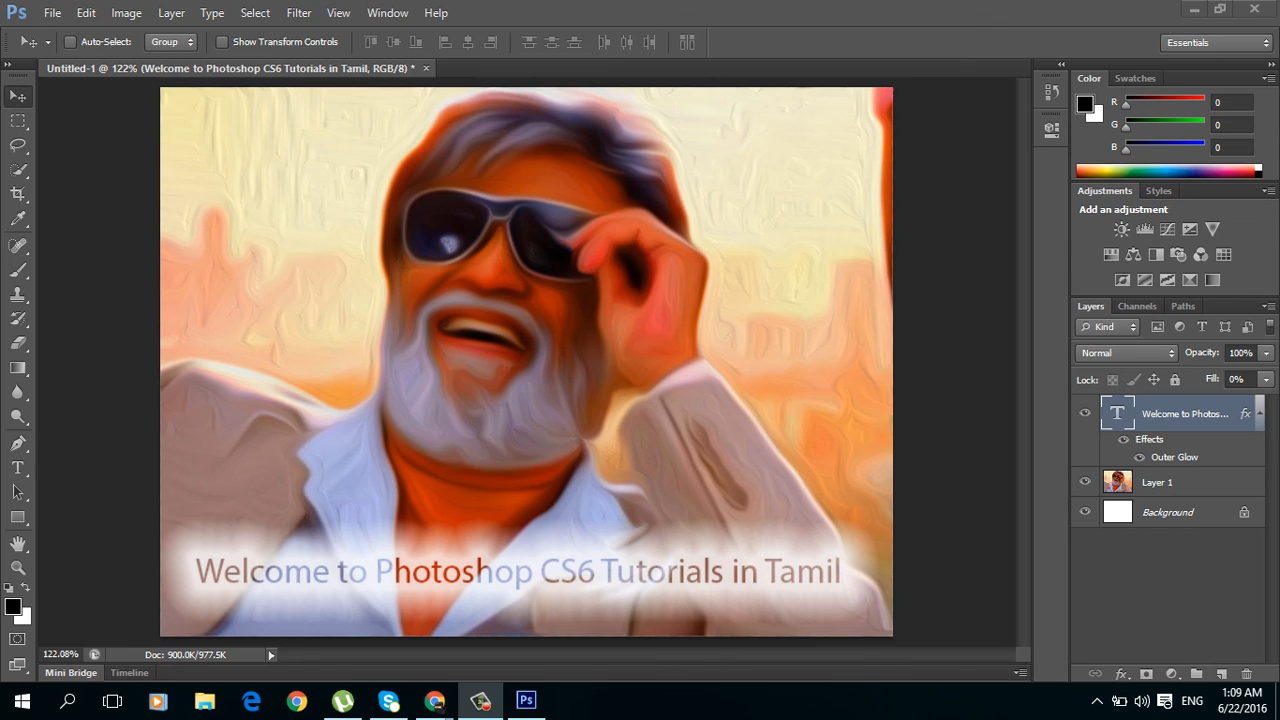 Ps File Edit Image Layer Type Select Filter View Window Help
Auto-Select: Group Show Transform Controls Essentials
Untitled-1 @ 122% (Welcome to Photoshop CS6 Tutorials in Tamil, RGB/8) * ×
Color Swatches
R 0
G 0
B 0
Adjustments Styles
Add an adjustment
Layers Channels Paths
Kind
Normal Opacity: 100%
Lock: Fill: 0%
T Welcome to Photos... fx
Effects
Outer Glow
Layer 1
Background
Welcome to Photoshop CS6 Tutorials in Tamil
122.08% Doc: 900.0K/977.5K
Mini Bridge Timeline
Ps ENG 1:09 AM
6/22/2016